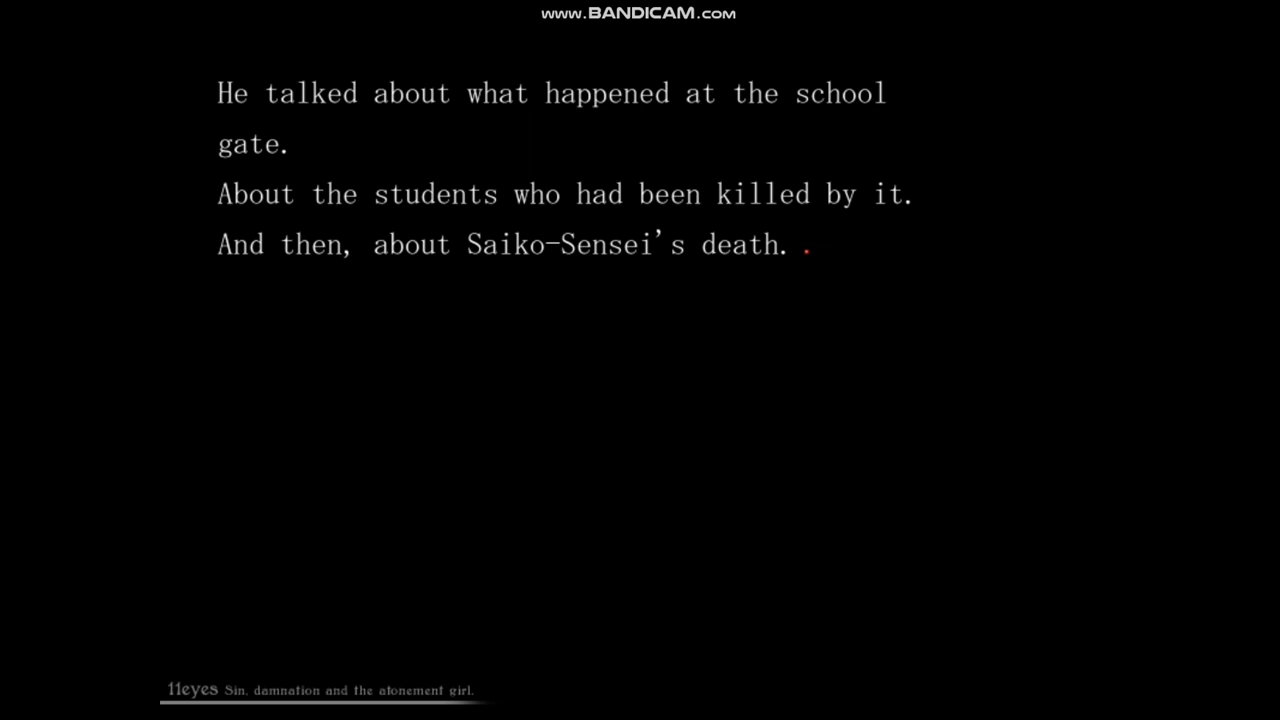 www.BANDICAM.com
He talked about what happened at the school
gate.
About the students who had been killed by it.
And then, about Saiko-Sensei's death.
11eyes Sin, damnation and the atonement girl.